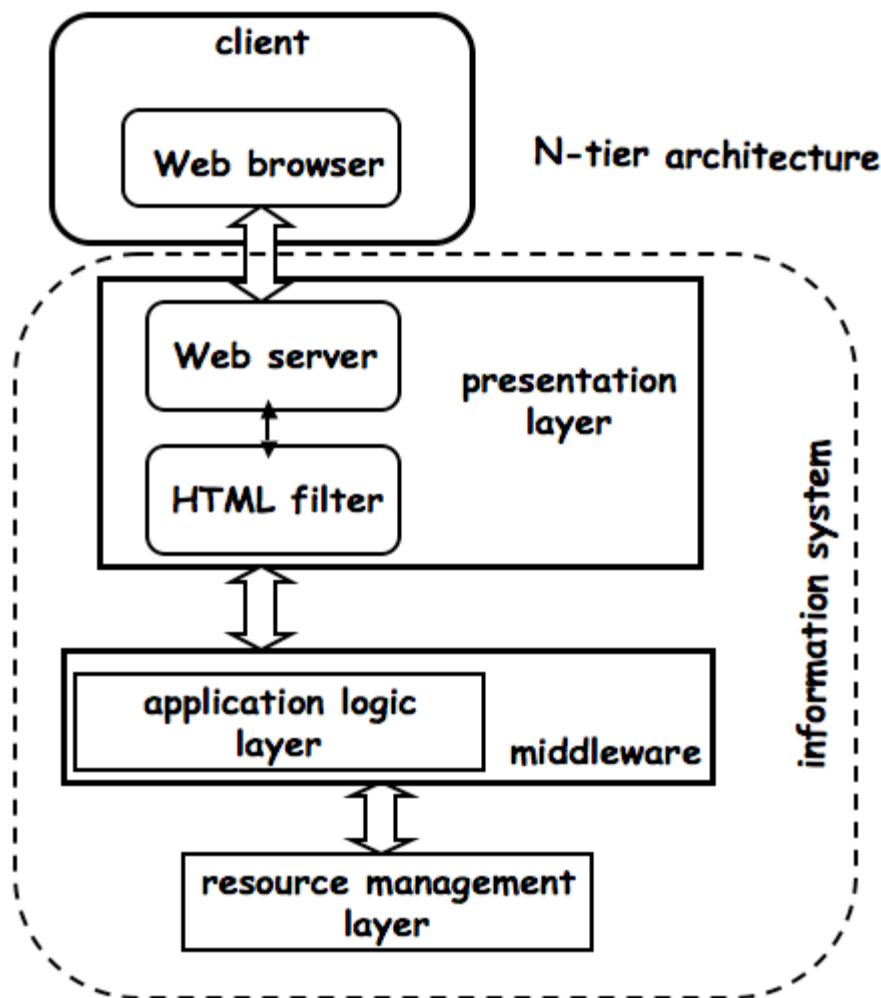 client
Web browser
N-tier architecture
Web server
presentation
layer
HTML filter
information system
application logic
layer
middleware
resource management
layer